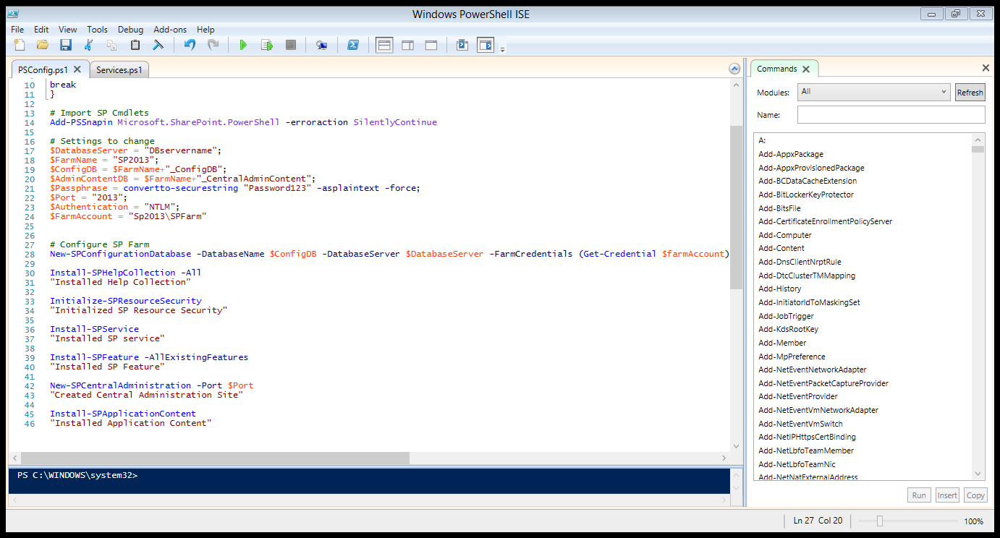 Windows PowerShell ISE
File Edit View Tools Debug Add-ons Help
PSConfig.ps1
Services.ps1
10 break
11 }
12
13 # Import SP Cmdlets
14 Add-PSSnapin Microsoft.SharePoint.PowerShell -erroraction SilentlyContinue
15
16 # Settings to change
17 $DatabaseServer = "DBservername";
18 $FarmName = "SP2013";
19 $ConfigDB = $FarmName+"_ConfigDB";
20 $AdminContentDB = $FarmName+"_CentralAdminContent";
21 $Passphrase = convertto-securestring "Password123" -asplaintext -force;
22 $Port = "2013";
23 $Authentication = "NTLM";
24 $FarmAccount = "Sp2013\SPFarm"
25
26
27 # Configure SP Farm
28 New-SPConfigurationDatabase -DatabaseName $ConfigDB -DatabaseServer $DatabaseServer -FarmCredentials (Get-Credential $farmAccount)
29
30 Install-SPHelpCollection -All
31 "Installed Help Collection"
32
33 Initialize-SPResourceSecurity
34 "Initialized SP Resource Security"
35
36 Install-SPService
37 "Installed SP service"
38
39 Install-SPFeature -AllExistingFeatures
40 "Installed SP Feature"
41
42 New-SPCentralAdministration -Port $Port
43 "Created Central Administration Site"
44
45 Install-SPApplicationContent
46 "Installed Application Content"
PS C:\WINDOWS\system32>
Commands
Modules: All Refresh
Name:
A:
Add-AppxPackage
Add-AppxProvisionedPackage
Add-BCDataCacheExtension
Add-BitLockerKeyProtector
Add-BitsFile
Add-CertificateEnrollmentPolicyServer
Add-Computer
Add-Content
Add-DnsClientNrptRule
Add-DtcClusterTMMapping
Add-History
Add-InitiatorIdToMaskingSet
Add-JobTrigger
Add-KdsRootKey
Add-Member
Add-MpPreference
Add-NetEventNetworkAdapter
Add-NetEventPacketCaptureProvider
Add-NetEventProvider
Add-NetEventVmNetworkAdapter
Add-NetEventVmSwitch
Add-NetIPHttpsCertBinding
Add-NetLbfoTeamMember
Add-NetLbfoTeamNic
Add-NetNatExternalAddress
Run Insert Copy
Ln 27 Col 20 100%